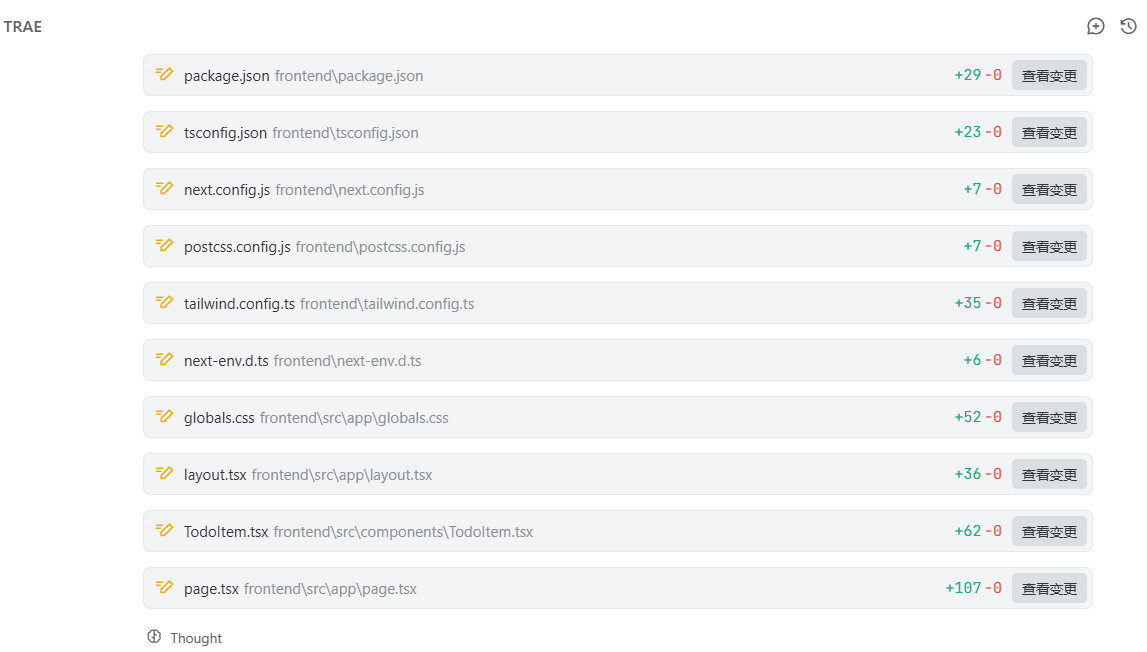 TRAE
package.json frontend\package.json +29 -0 查看变更
tsconfig.json frontend\tsconfig.json +23 -0 查看变更
next.config.js frontend\next.config.js +7 -0 查看变更
postcss.config.js frontend\postcss.config.js +7 -0 查看变更
tailwind.config.ts frontend\tailwind.config.ts +35 -0 查看变更
next-env.d.ts frontend\next-env.d.ts +6 -0 查看变更
globals.css frontend\src\app\globals.css +52 -0 查看变更
layout.tsx frontend\src\app\layout.tsx +36 -0 查看变更
TodoItem.tsx frontend\src\components\TodoItem.tsx +62 -0 查看变更
page.tsx frontend\src\app\page.tsx +107 -0 查看变更
Thought